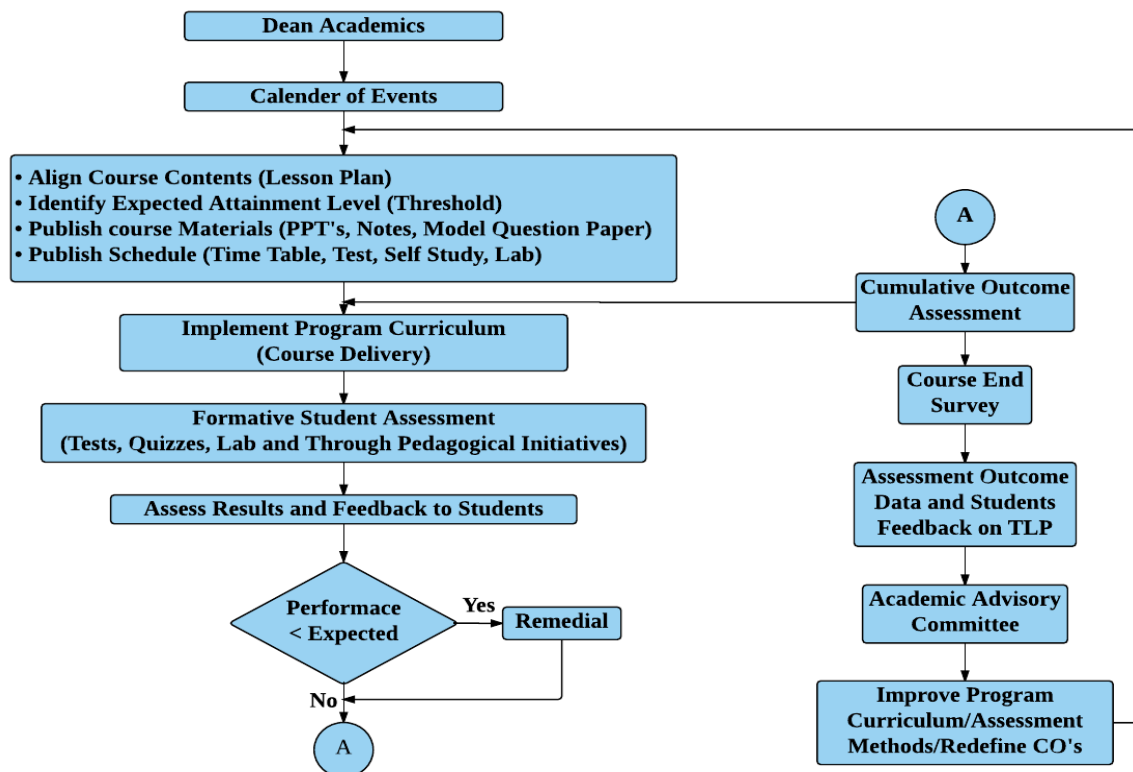 Dean Academics
Calender of Events
• Align Course Contents (Lesson Plan)
• Identify Expected Attainment Level (Threshold)
• Publish course Materials (PPT's, Notes, Model Question Paper)
• Publish Schedule (Time Table, Test, Self Study, Lab)
Implement Program Curriculum
(Course Delivery)
Formative Student Assessment
(Tests, Quizzes, Lab and Through Pedagogical Initiatives)
Assess Results and Feedback to Students
Performace
< Expected
Yes
Remedial
No
A
A
Cumulative Outcome
Assessment
Course End
Survey
Assessment Outcome
Data and Students
Feedback on TLP
Academic Advisory
Committee
Improve Program
Curriculum/Assessment
Methods/Redefine CO's